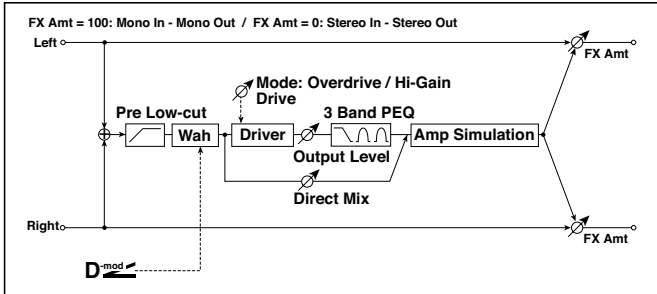 FX Amt = 100: Mono In - Mono Out / FX Amt = 0: Stereo In - Stereo Out
Left
FX Amt
Mode: Overdrive / Hi-Gain
Drive
Pre Low-cut
3 Band PEQ
Wah
Driver
Amp Simulation
Output Level
Direct Mix
Right
FX Amt
D-mod